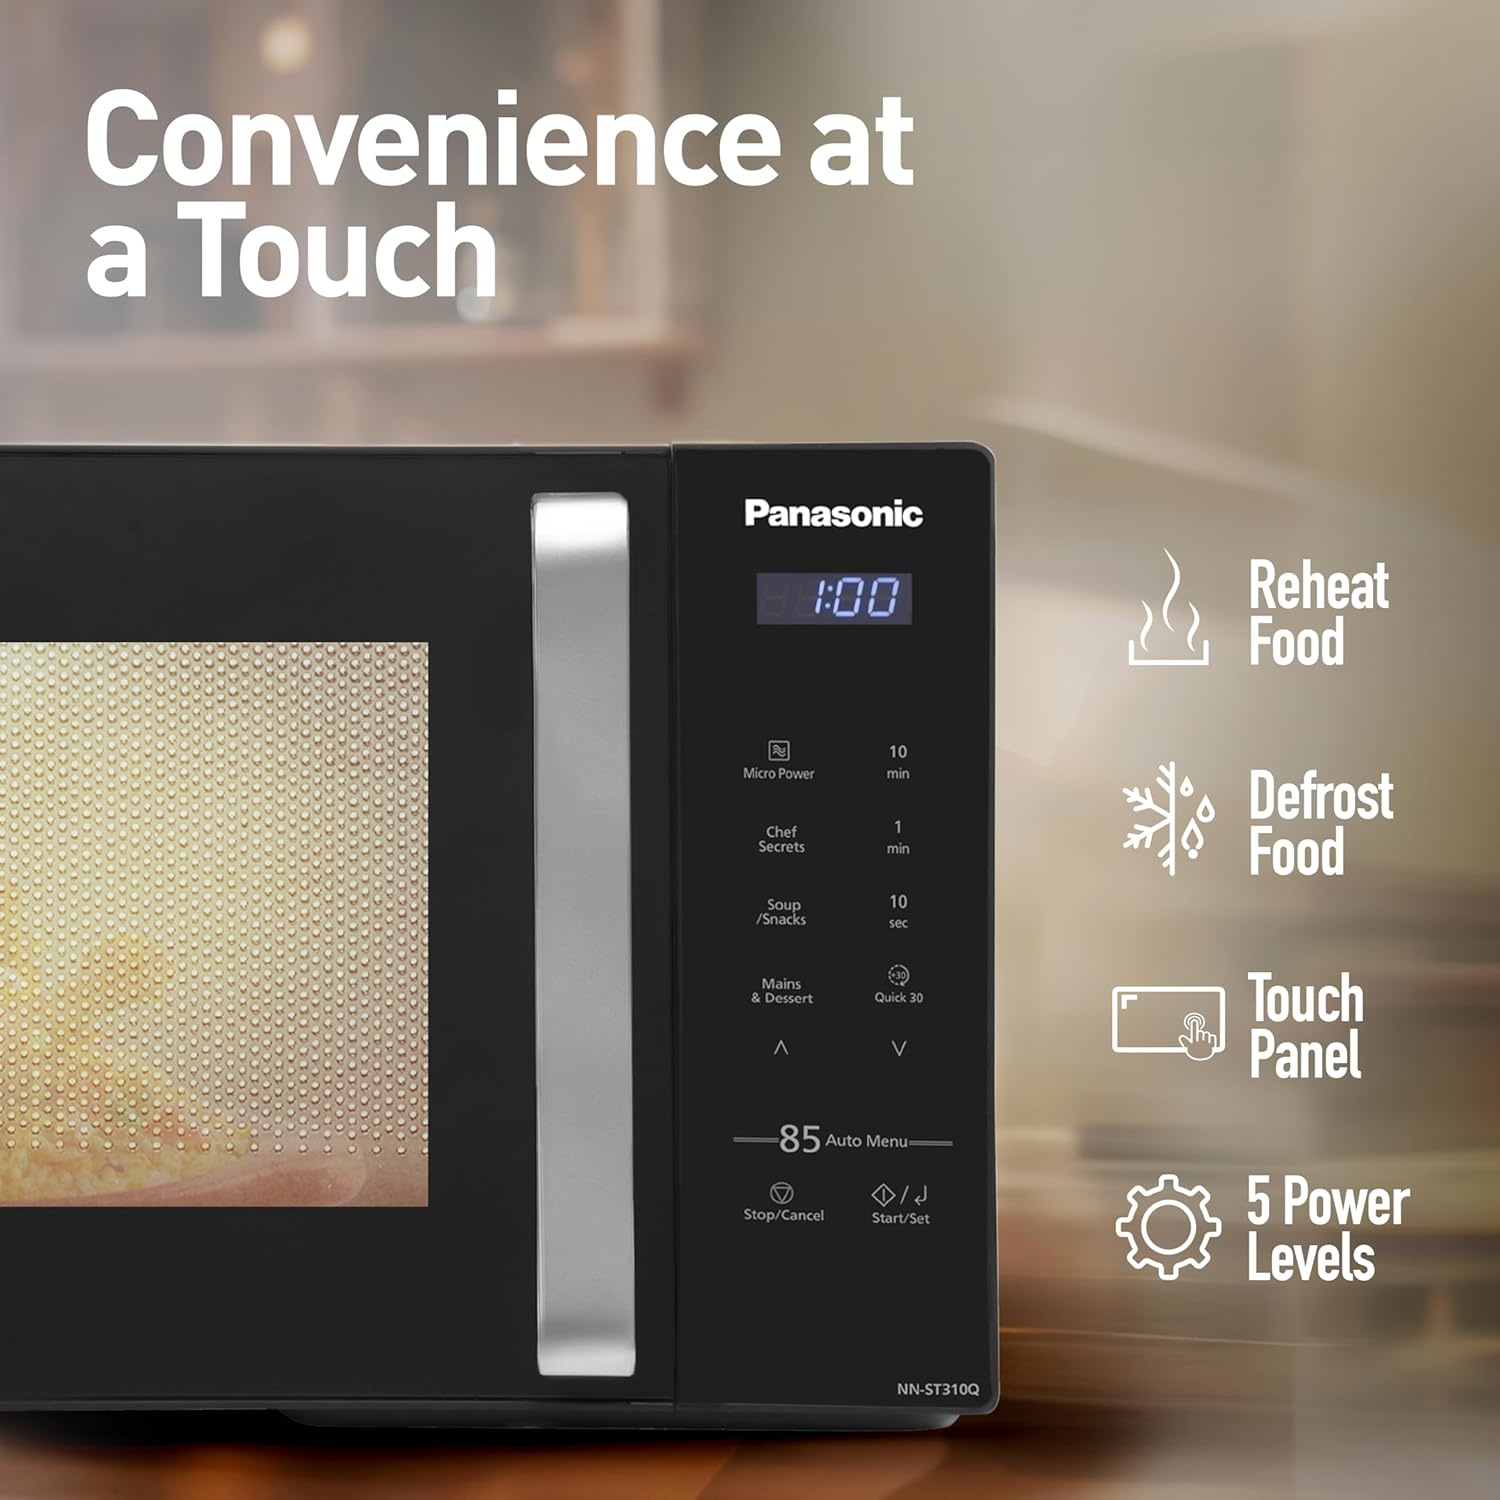 Convenience at
a Touch
Panasonic
1:00
Micro Power
10
min
Chef
Secrets
1
min
Soup
/Snacks
10
sec
Mains
& Dessert
+30
Quick 30
85 Auto Menu
Stop/Cancel
Start/Set
NN-ST310Q
Reheat
Food
Defrost
Food
Touch
Panel
5 Power
Levels